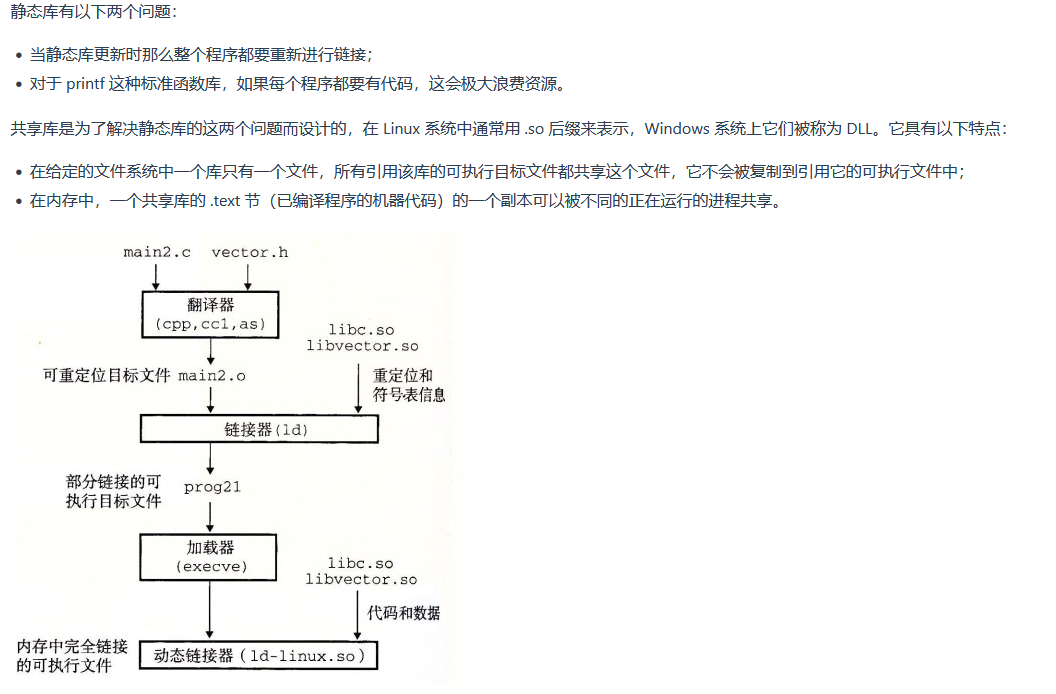 静态库有以下两个问题：
当静态库更新时那么整个程序都要重新进行链接；
对于 printf 这种标准函数库，如果每个程序都要有代码，这会极大浪费资源。
共享库是为了解决静态库的这两个问题而设计的，在 Linux 系统中通常用 .so 后缀来表示，Windows 系统上它们被称为 DLL。它具有以下特点：
在给定的文件系统中一个库只有一个文件，所有引用该库的可执行目标文件都共享这个文件，它不会被复制到引用它的可执行文件中；
在内存中，一个共享库的 .text 节（已编译程序的机器代码）的一个副本可以被不同的正在运行的进程共享。
main2.c vector.h
翻译器
(cpp,cc1,as)
libc.so
libvector.so
可重定位目标文件 main2.o
重定位和
符号表信息
链接器(ld)
部分链接的可
执行目标文件
prog21
加载器
(execve)
libc.so
libvector.so
代码和数据
内存中完全链接
的可执行文件
动态链接器（ld-linux.so）